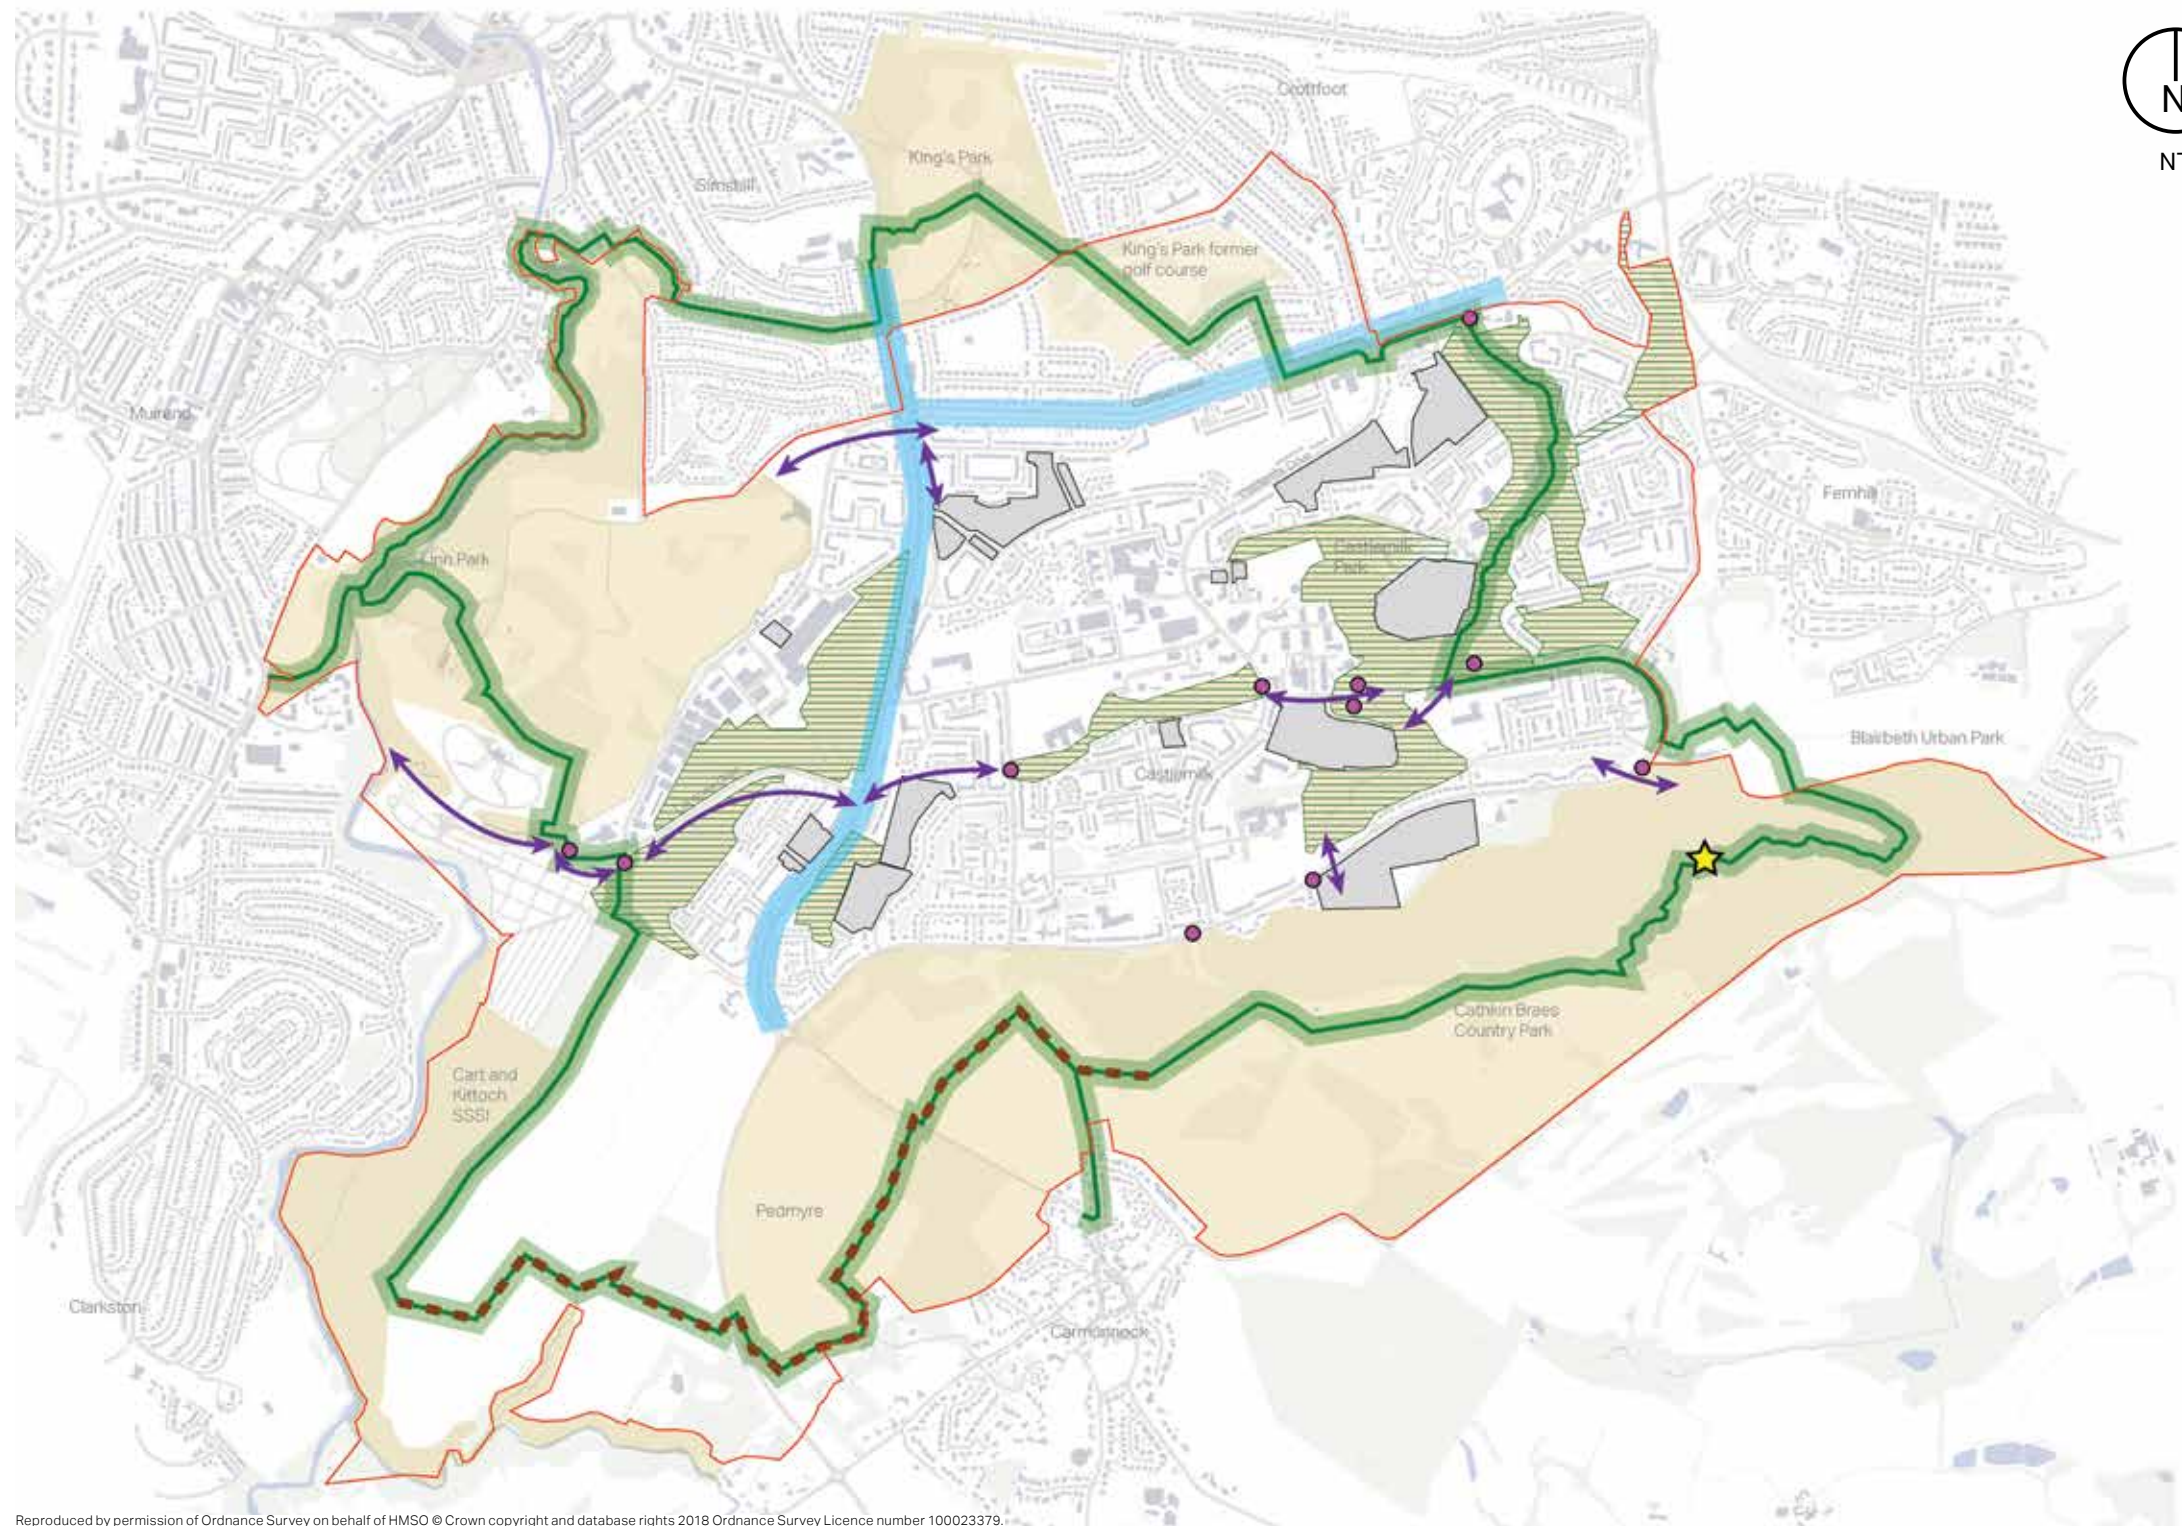 N
NT
Croftfoot
King's Park
Simshill
King's Park former
golf course
Muirend
Fernhill
Castlemilk
Park
Linn Park
Blairbeth Urban Park
Castlemilk
Cathkin Braes
Country Park
Cart and
Kittoch
SSSI
Pedmyre
Clarkston
Carmunnock
Reproduced by permission of Ordnance Survey on behalf of HMSO © Crown copyright and database rights 2018 Ordnance Survey Licence number 100023379.